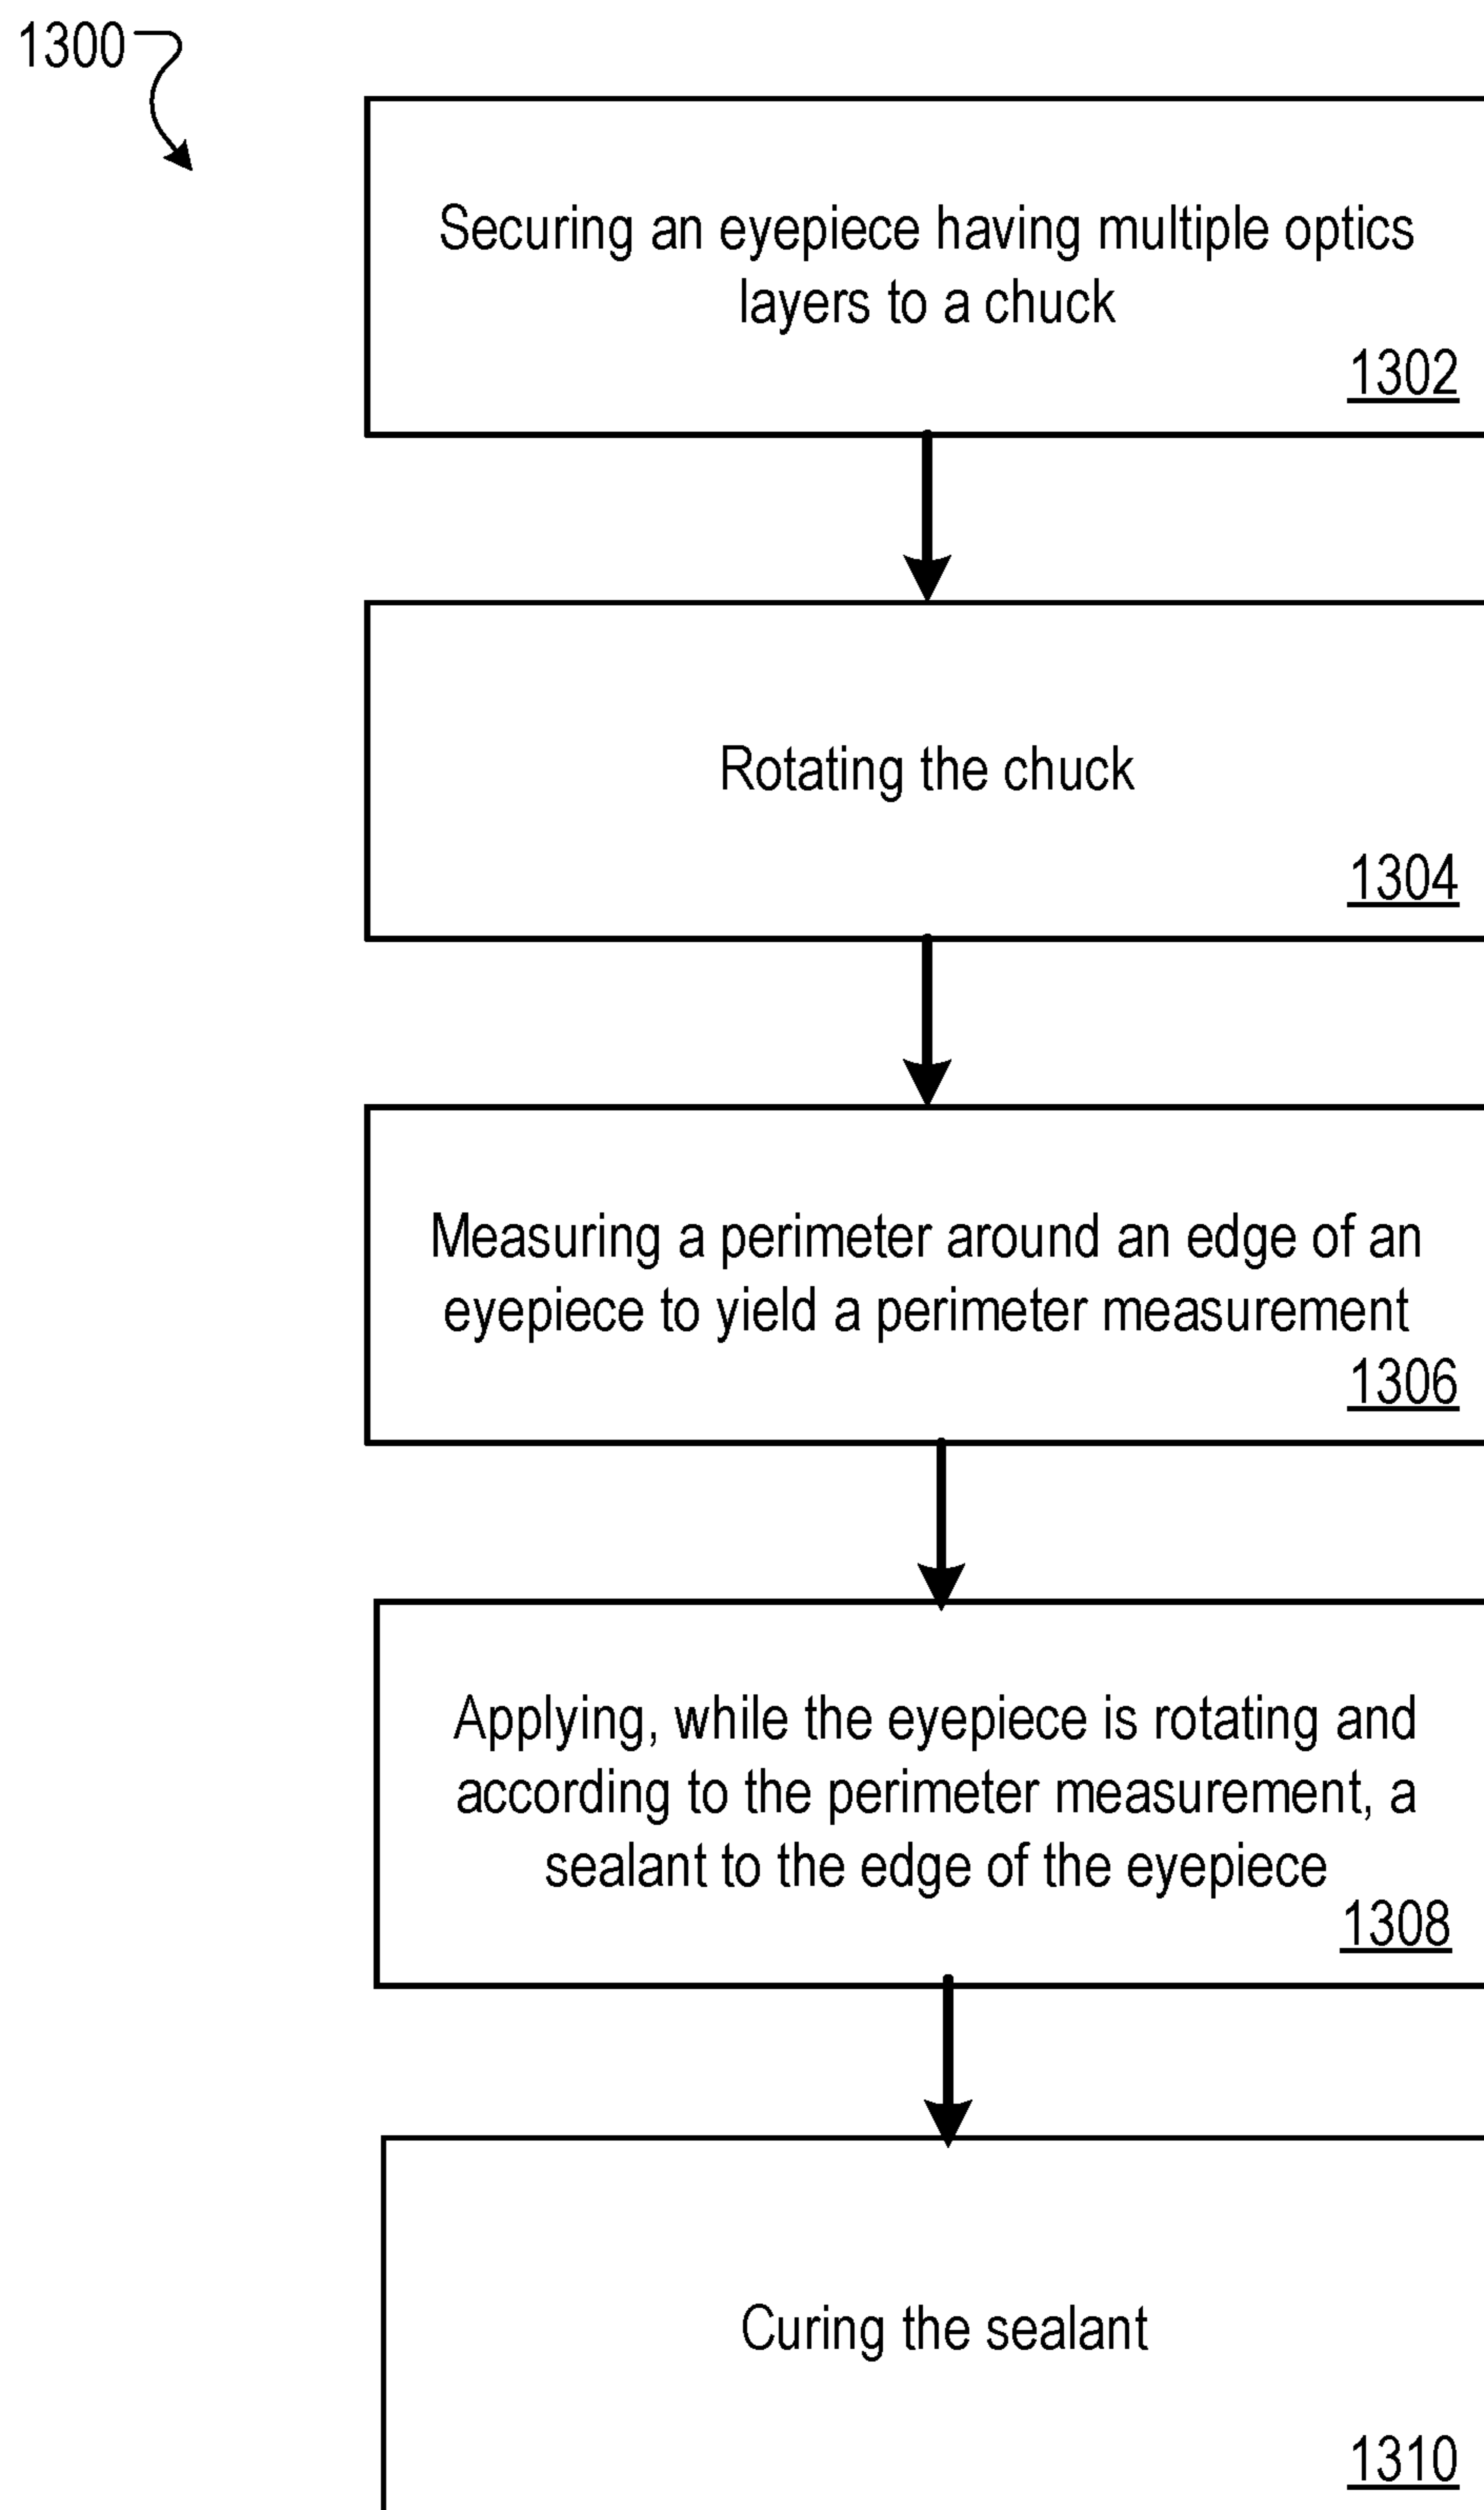 1300
Securing an eyepiece having multiple optics
layers to a chuck
1302
Rotating the chuck
1304
Measuring a perimeter around an edge of an
eyepiece to yield a perimeter measurement
1306
Applying, while the eyepiece is rotating and
according to the perimeter measurement, a
sealant to the edge of the eyepiece
1308
Curing the sealant
1310